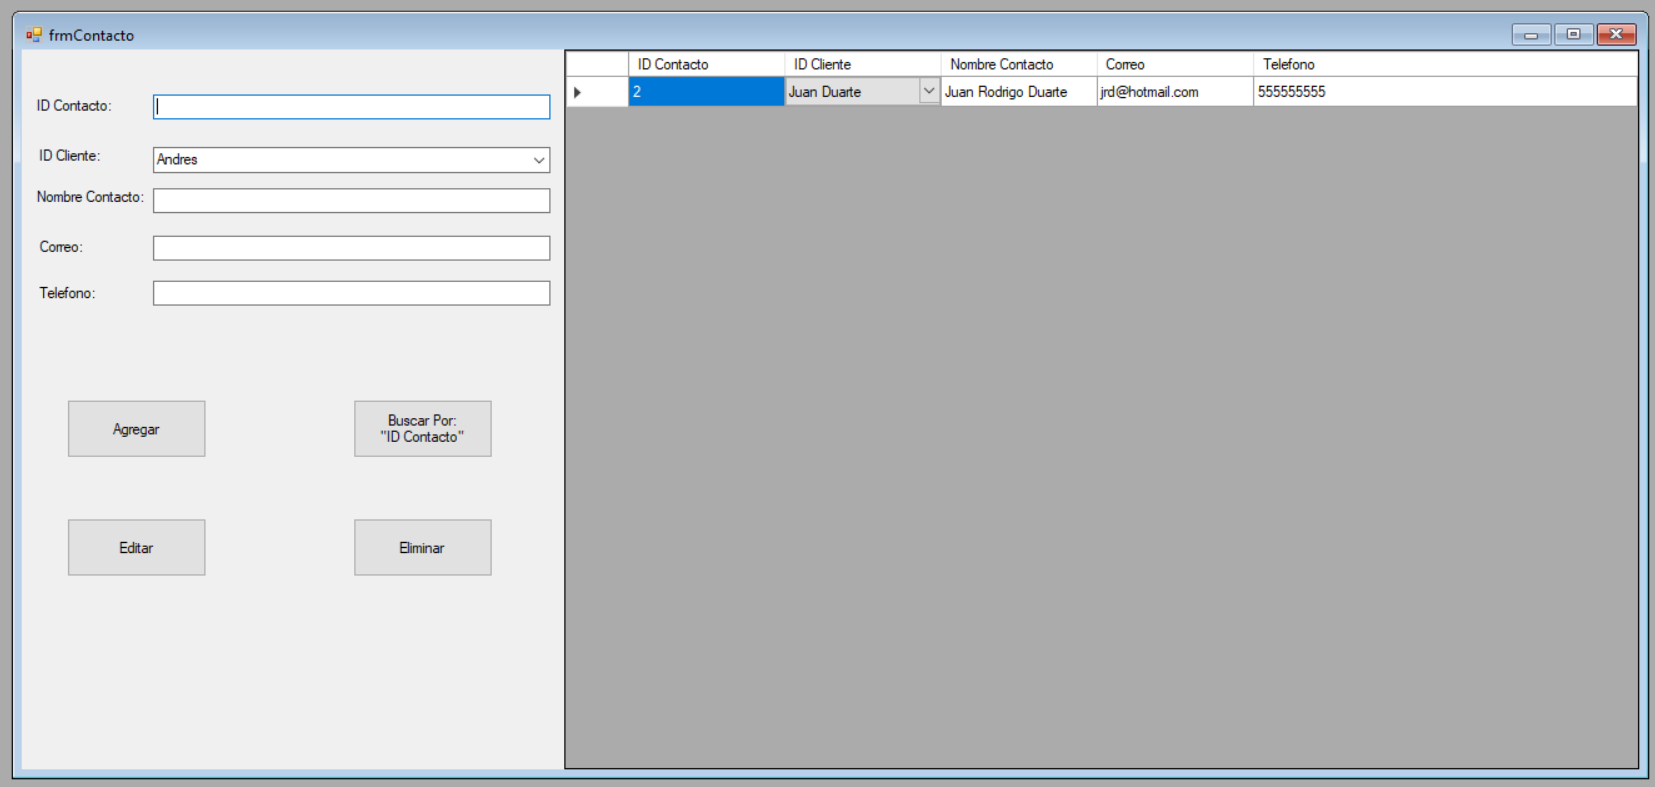 frmContacto
ID Contacto:
ID Cliente:
Andres
Nombre Contacto:
Correo:
Telefono:
Agregar
Buscar Por:
"ID Contacto"
Editar
Eliminar
ID Contacto ID Cliente Nombre Contacto Correo Telefono
2 Juan Duarte Juan Rodrigo Duarte jrd@hotmail.com 555555555